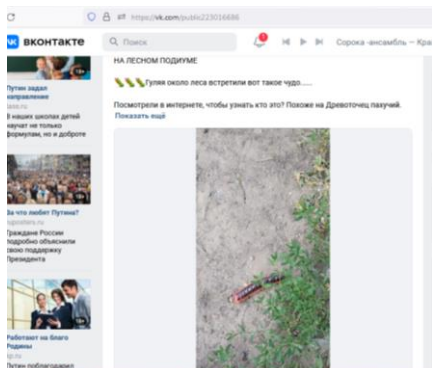 https://vk.com/public223016686
вконтакте
Поиск
Сорока -ансамбль — Кра
НА ЛЕСНОМ ПОДИУМЕ
Гуляя около леса встретили вот такое чудо......
Посмотрели в интернете, чтобы узнать кто это? Похоже на Древоточец пахучий.
Показать ещё
Путин задал
направление
В наших школах детей
научат не только
формулам, но и доброте
За что любят Путина?
Граждане России
подробно объяснили
свою поддержку
Президента
Работают на благо
Родины
Путин поблагодарил